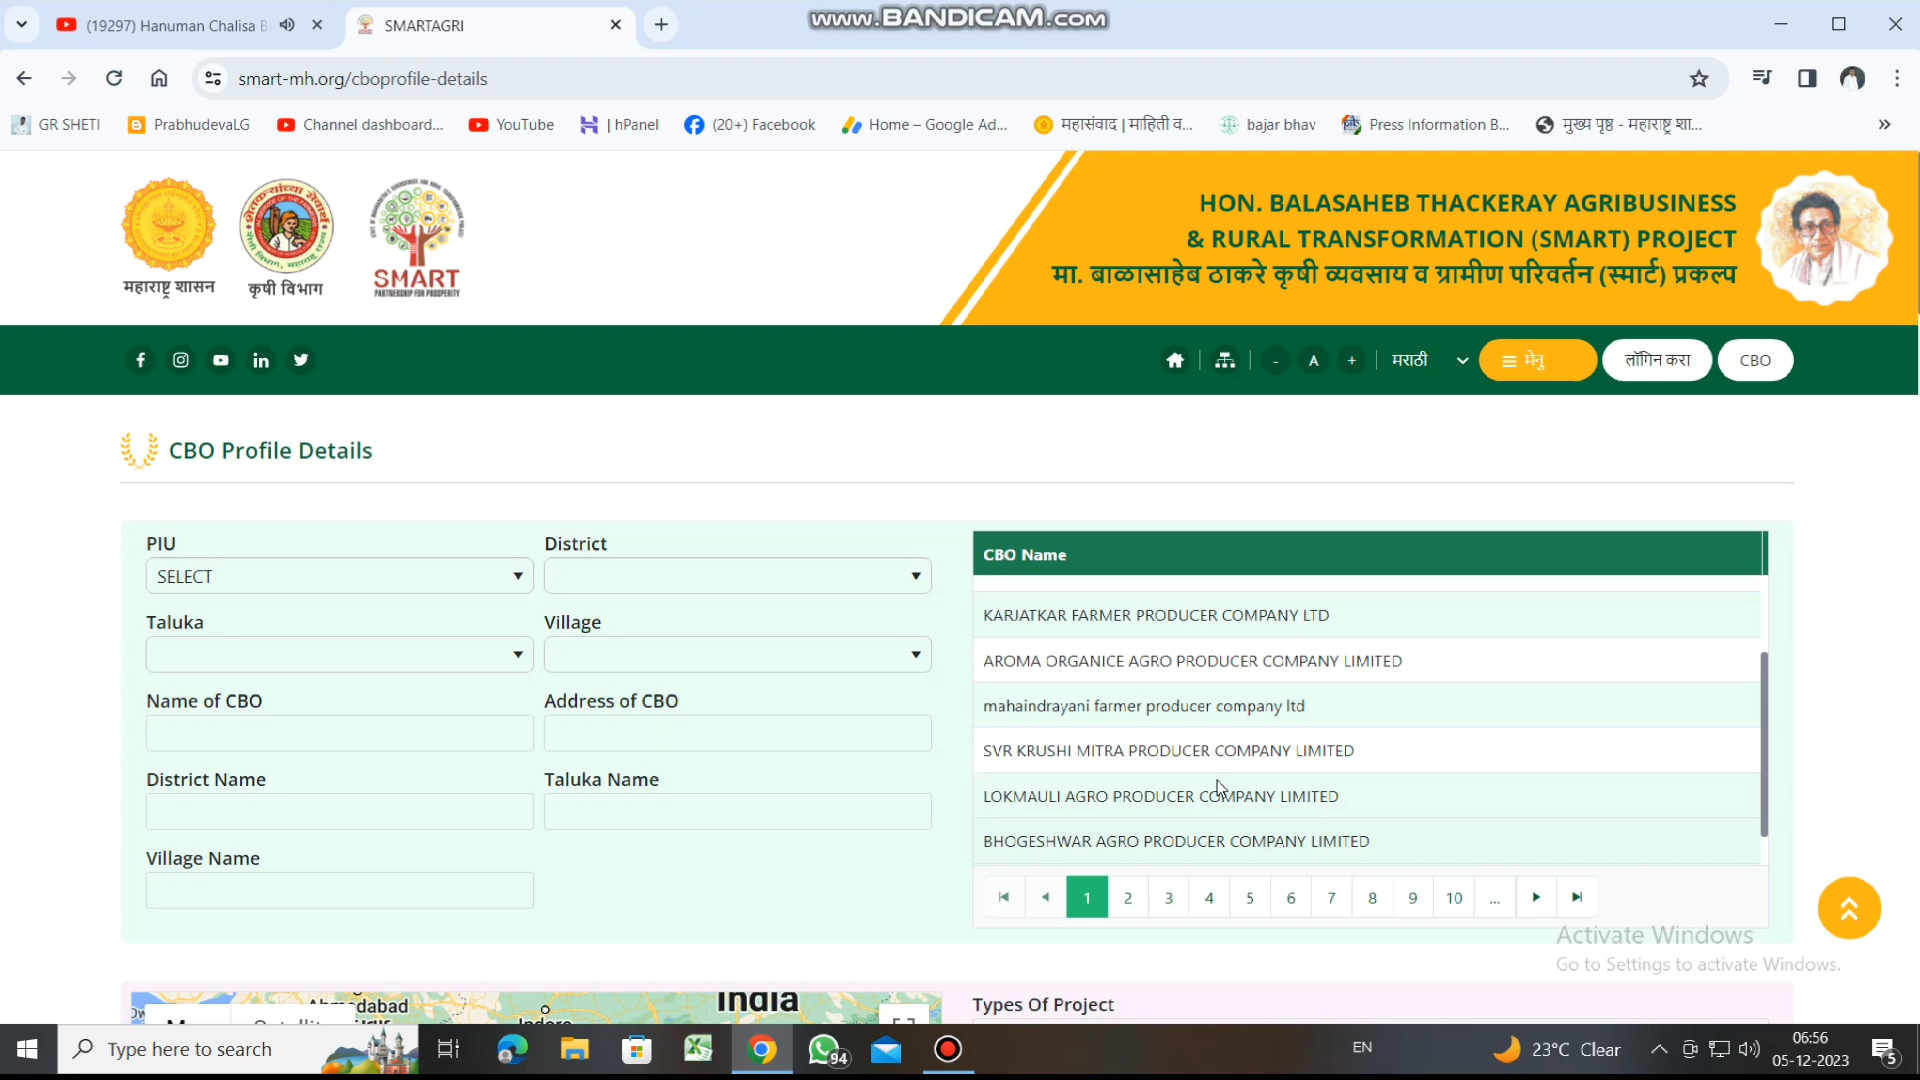 (19297) Hanuman Chalisa B
SMARTAGRI
www.BANDICAM.com
smart-mh.org/cboprofile-details
GR SHETI
PrabhudevaLG
Channel dashboard...
YouTube
| hPanel
(20+) Facebook
Home – Google Ad...
महासंवाद | माहिती व...
bajar bhav
Press Information B...
मुख्य पृष्ठ - महाराष्ट्र शा...
HON. BALASAHEB THACKERAY AGRIBUSINESS
& RURAL TRANSFORMATION (SMART) PROJECT
मा. बाळासाहेब ठाकरे कृषी व्यवसाय व ग्रामीण परिवर्तन (स्मार्ट) प्रकल्प
महाराष्ट्र शासन
कृषी विभाग
SMART
PARTNERSHIP FOR PROSPERITY
- A + मराठी मेनु लॉगिन करा CBO
CBO Profile Details
PIU
District
SELECT
Taluka
Village
Name of CBO
Address of CBO
District Name
Taluka Name
Village Name
CBO Name
KARJATKAR FARMER PRODUCER COMPANY LTD
AROMA ORGANICE AGRO PRODUCER COMPANY LIMITED
mahaindrayani farmer producer company ltd
SVR KRUSHI MITRA PRODUCER COMPANY LIMITED
LOKMAULI AGRO PRODUCER COMPANY LIMITED
BHOGESHWAR AGRO PRODUCER COMPANY LIMITED
1 2 3 4 5 6 7 8 9 10 ...
Activate Windows
Go to Settings to activate Windows.
India
Types Of Project
Type here to search
94
EN
23°C Clear
06:56
05-12-2023
5